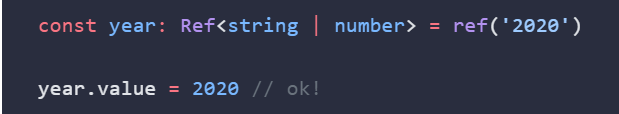 const year: Ref<string | number> = ref('2020')
year.value = 2020 // ok!